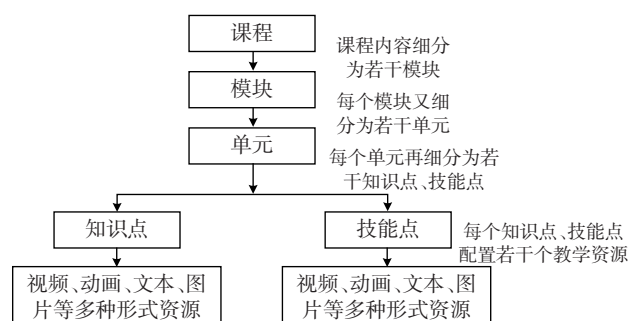 课程
课程内容细分
为若干模块
模块
每个模块又细
分为若干单元
单元
每个单元再细分为若
干知识点、技能点
知识点
技能点
每个知识点、技能点
配置若干个教学资源
视频、动画、文本、图
片等多种形式资源
视频、动画、文本、图
片等多种形式资源